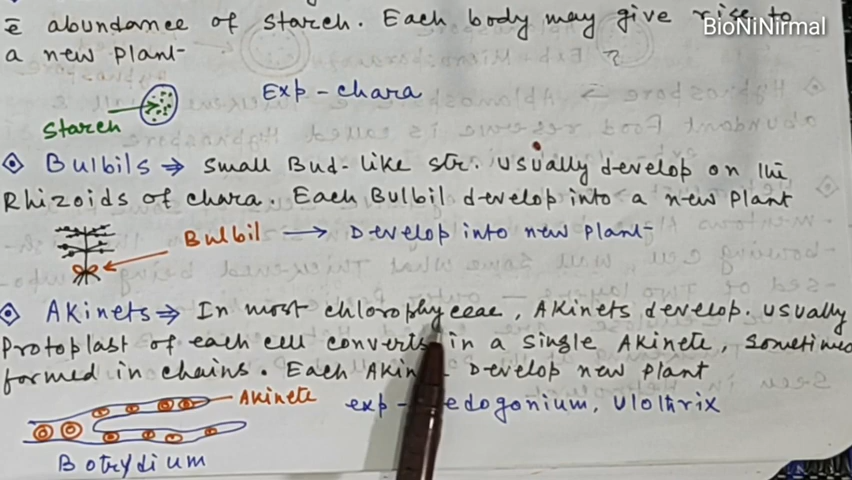 BioNiNirmal
c̄ abundance of starch. Each body may give rise to
a new Plant-
Exp - chara
Starch
Bulbils ⇒ Small Bud-like str. Usually develop on the
Rhizoids of chara. Each Bulbil develop into a new Plant
Bulbil → Develop into new Plant-
Akinets ⇒ In most chlorophyceae, Akinets develop. Usually
Protoplast of each cell converts in a single Akinete, Sometimes
formed in chains. Each Akin Develop new Plant
Akinete
exp - edogonium, Ulothrix
Botrydium